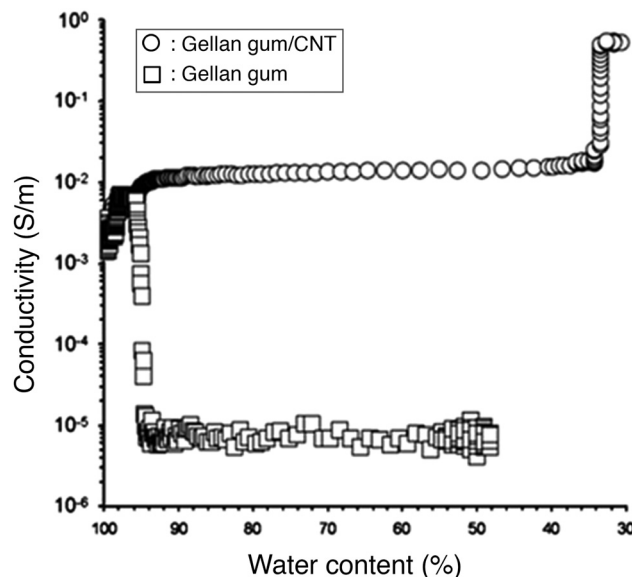 10⁰
○ : Gellan gum/CNT
□ : Gellan gum
10⁻¹
10⁻²
10⁻³
10⁻⁴
10⁻⁵
10⁻⁶
Conductivity (S/m)
100 90 80 70 60 50 40 30
Water content (%)